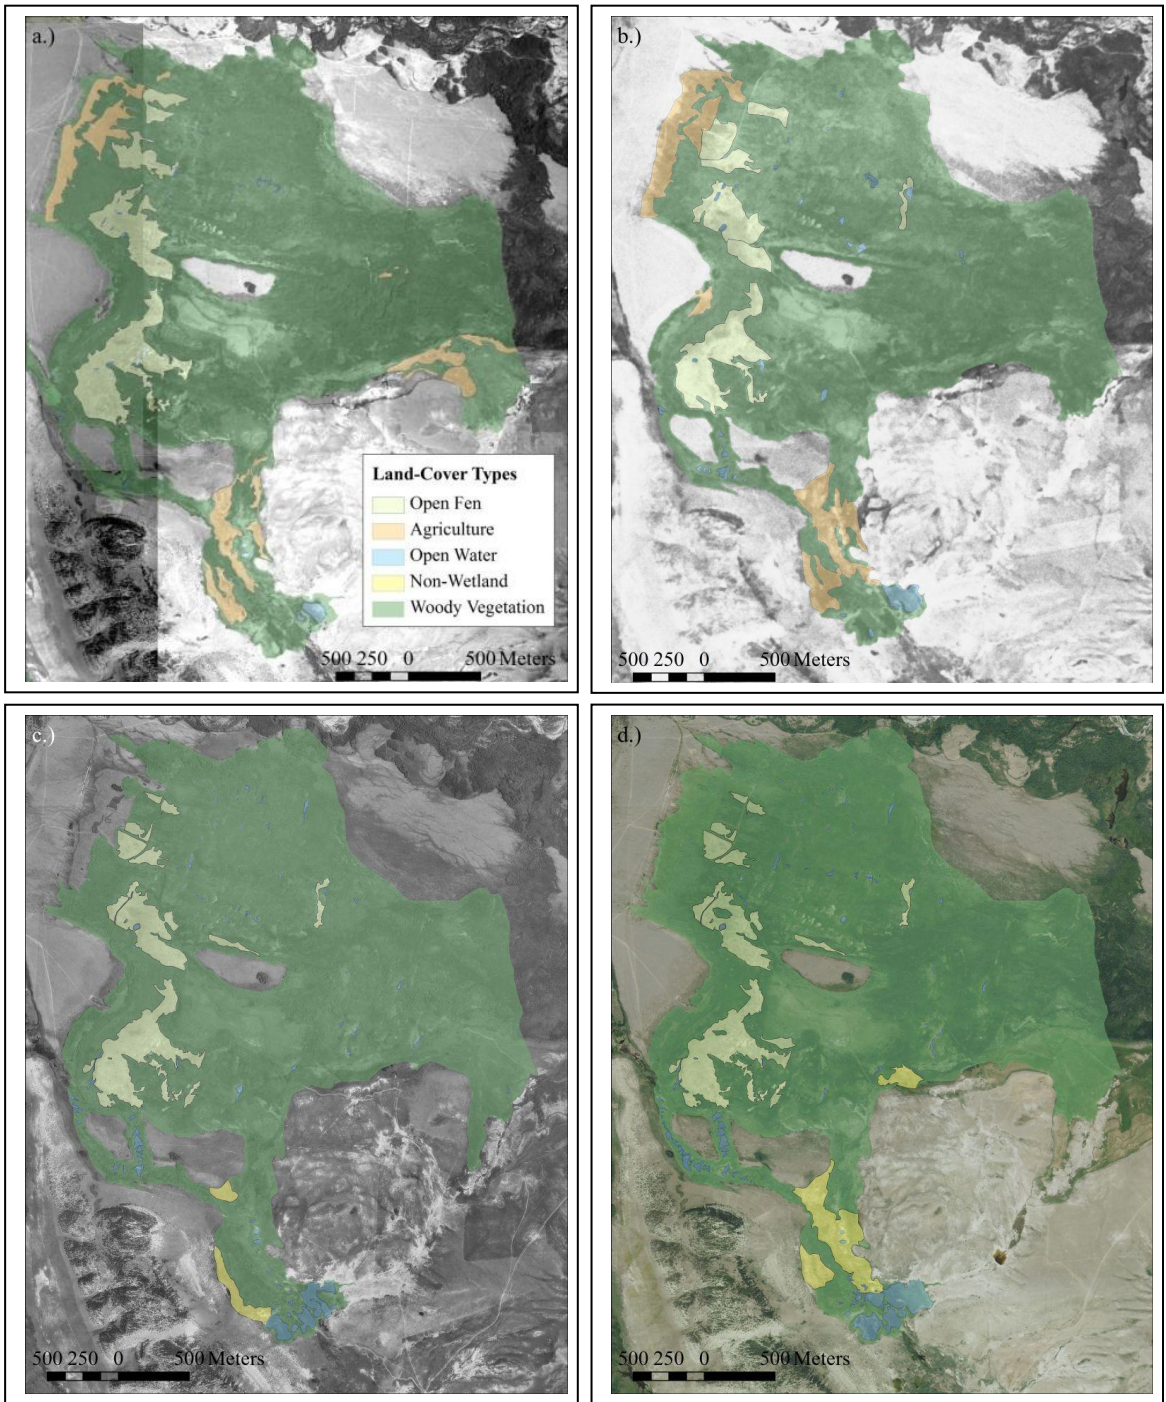 a.)
Land-Cover Types
Open Fen
Agriculture
Open Water
Non-Wetland
Woody Vegetation
500 250 0 500 Meters
b.)
500 250 0 500 Meters
c.)
500 250 0 500 Meters
d.)
500 250 0 500 Meters